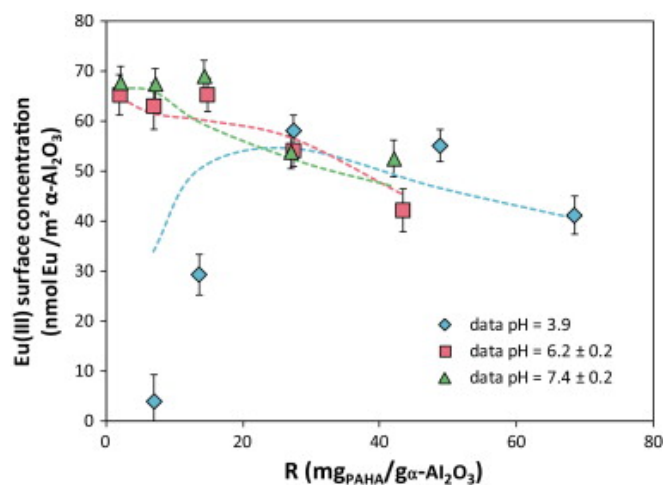 80
70
60
50
40
30
20
10
0
Eu(III) surface concentration
(nmol Eu /m² α-Al₂O₃)
data pH = 3.9
data pH = 6.2 ± 0.2
data pH = 7.4 ± 0.2
0 20 40 60 80
R (mg_PAHA/gα-Al₂O₃)